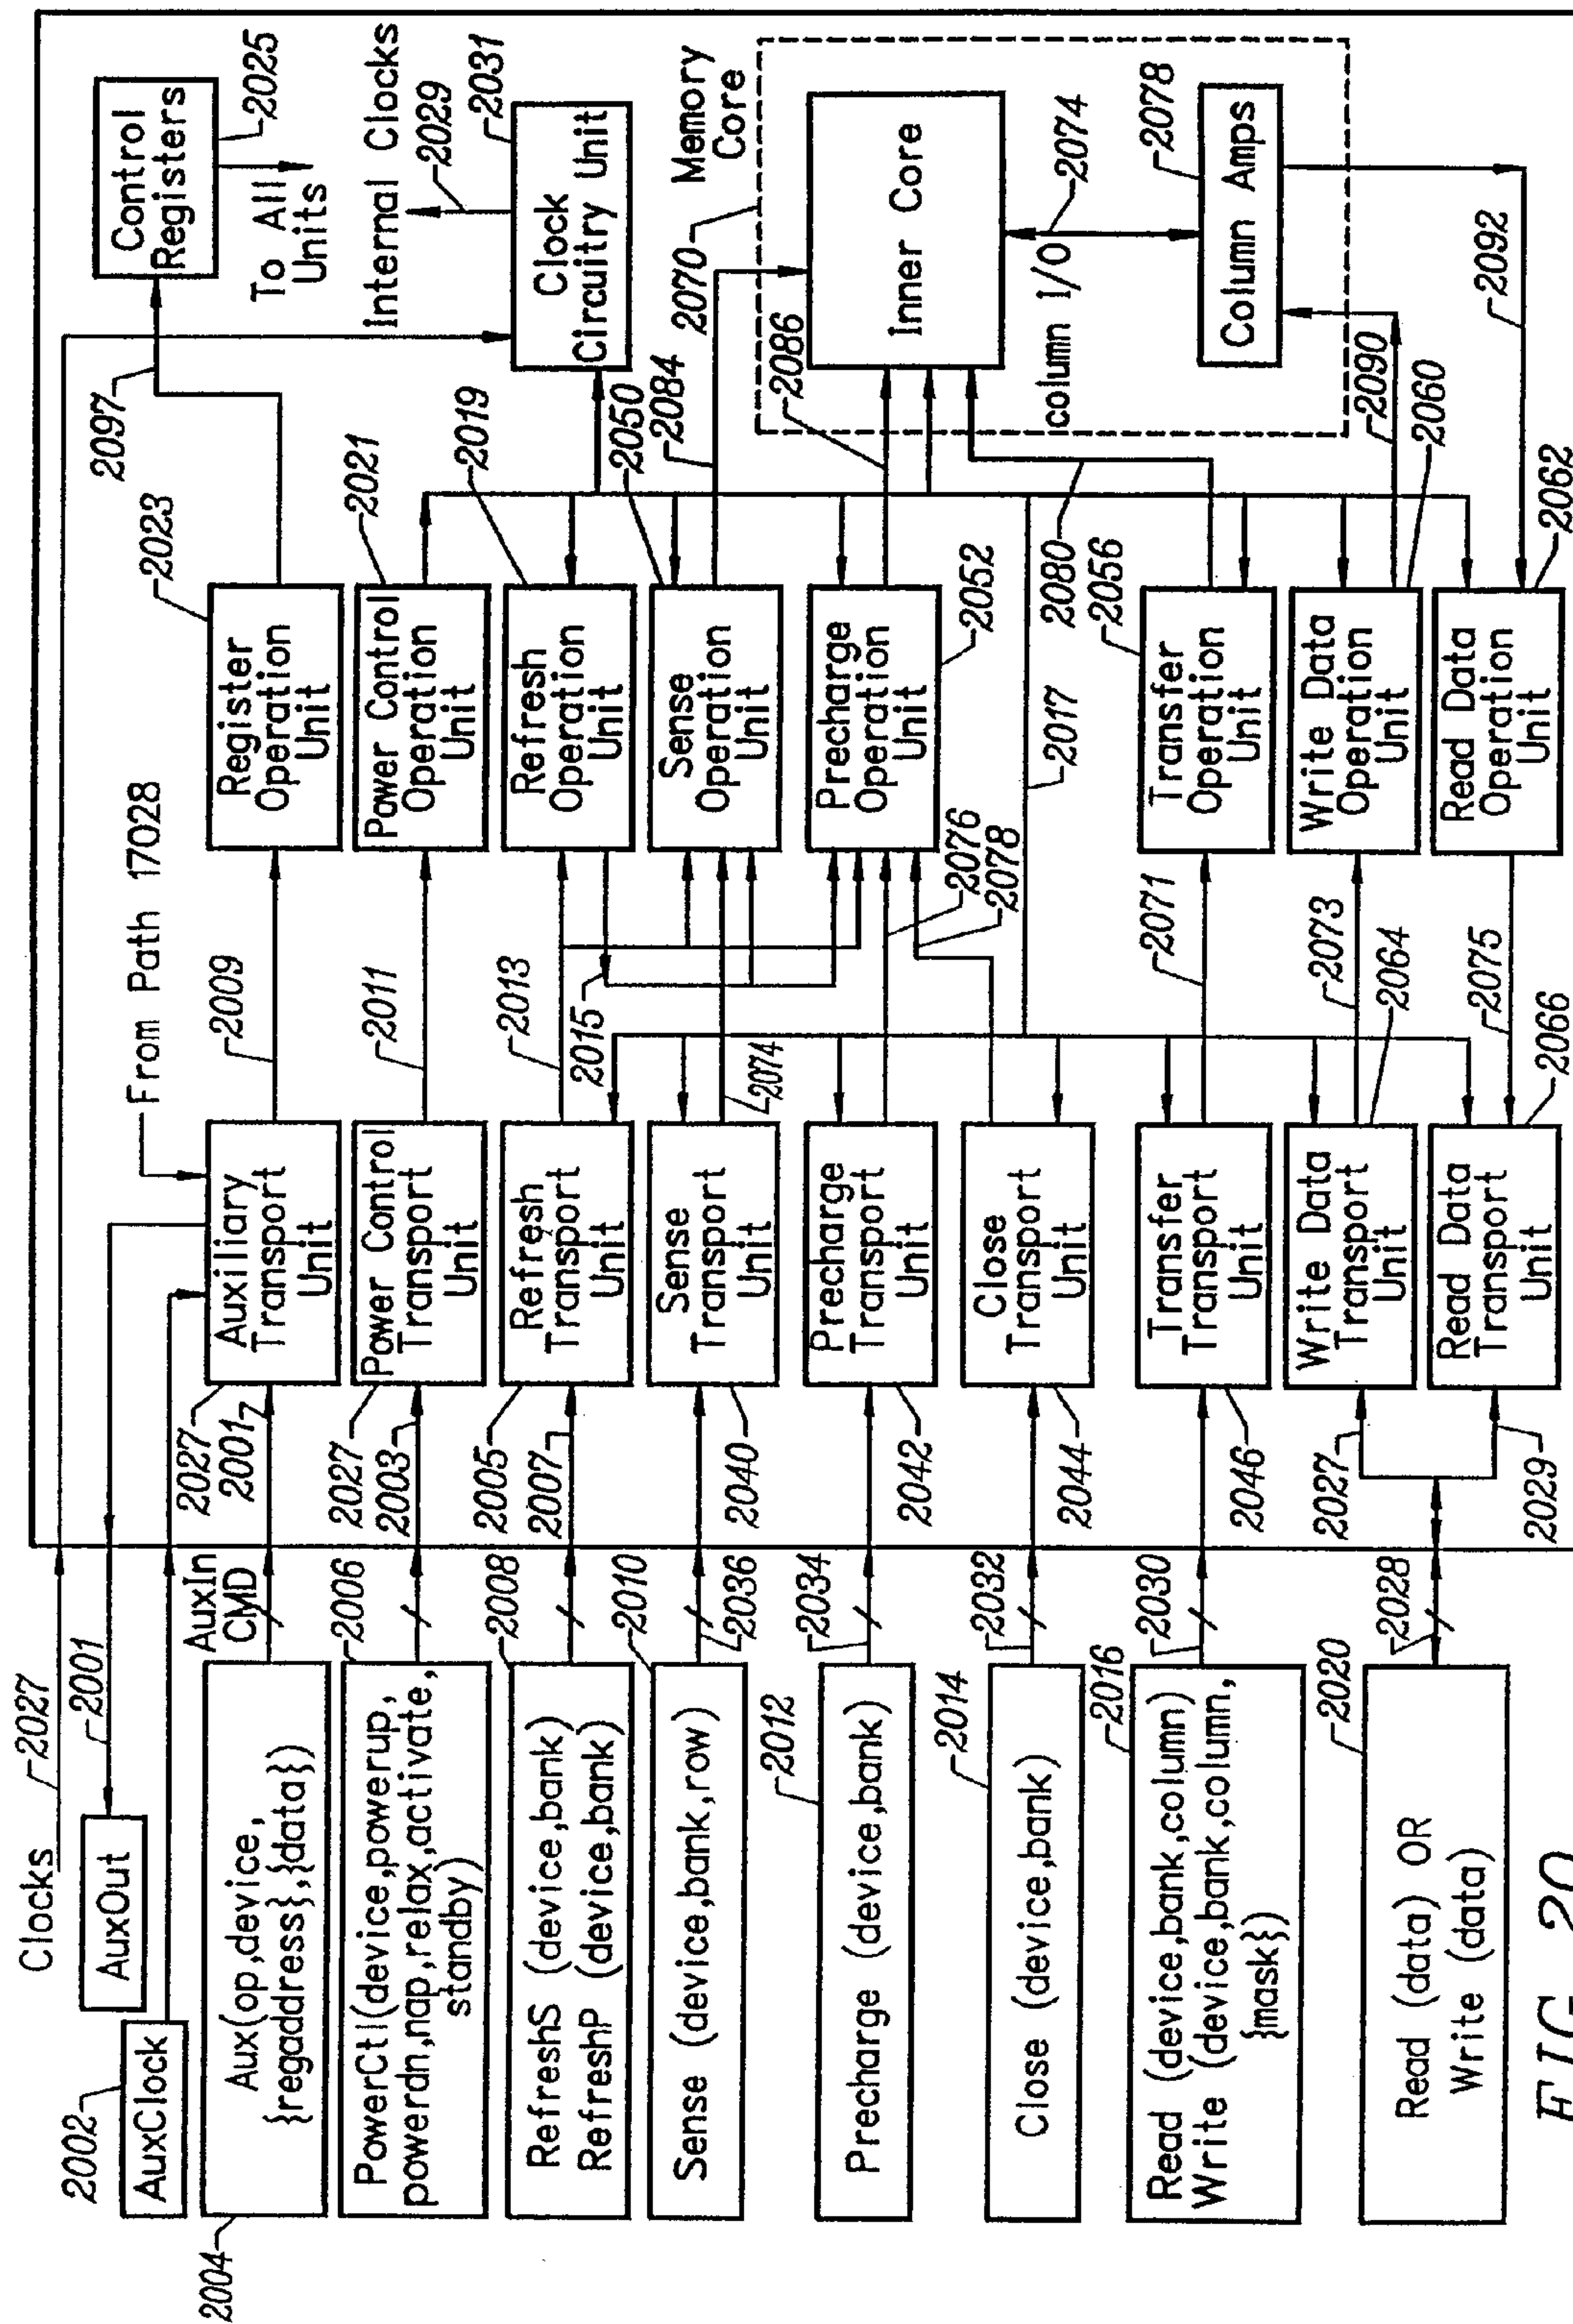 Clocks
2027
2001
AuxOut
2002
AuxClock
2004
Aux(op,device,
{regaddress},{data})
AuxIn
CMD
2006
PowerCtl(device,powerup,
powerdn,nap,relax,activate,
standby)
2008
RefreshS (device,bank)
RefreshP (device,bank)
2010
Sense (device,bank,row)
2036
2012
Precharge (device,bank)
2034
2014
Close (device,bank)
2032
2016
Read (device,bank,column)
Write (device,bank,column,
{mask})
2030
2020
Read (data) OR
Write (data)
2028
From Path 17028
2027
2001
Auxiliary
Transport
Unit
2009
2027
2003
Power Control
Transport
Unit
2011
2005
2007
Refresh
Transport
Unit
2013
2015
2040
Sense
Transport
Unit
2074
2042
Precharge
Transport
Unit
2076
2078
2044
Close
Transport
Unit
2017
2046
Transfer
Transport
Unit
2071
2027
Write Data
Transport
Unit
2073
2064
2029
Read Data
Transport
Unit
2075
2066
Register
Operation
Unit
2023
2097
Power Control
Operation
Unit
2021
Refresh
Operation
Unit
2019
Sense
Operation
Unit
2050
2084
Precharge
Operation
Unit
2052
2086
Transfer
Operation
Unit
2080
2056
Write Data
Operation
Unit
2090
2060
Read Data
Operation
Unit
2062
2092
Control
Registers
2025
To All
Units
Internal Clocks
2029
Clock
Circuitry Unit
2031
2070
Memory
Core
Inner Core
column I/O
2074
Column Amps
2078
FIG. 20